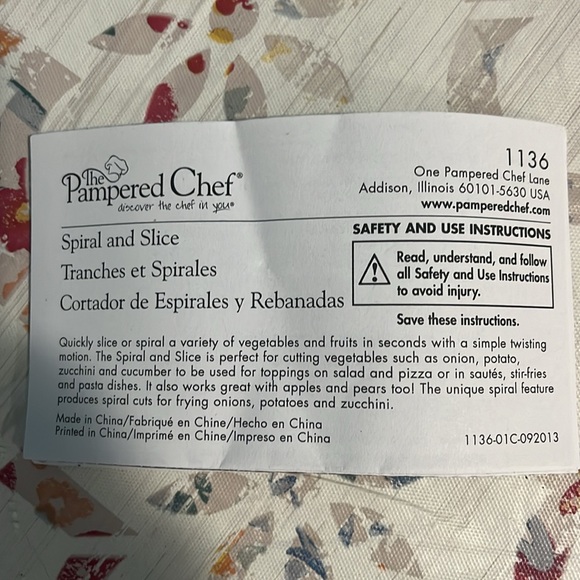 The
Pampered Chef®
discover the chef in you®
1136
One Pampered Chef Lane
Addison, Illinois 60101-5630 USA
www.pamperedchef.com
Spiral and Slice
Tranches et Spirales
Cortador de Espirales y Rebanadas
SAFETY AND USE INSTRUCTIONS
Read, understand, and follow
all Safety and Use Instructions
to avoid injury.
Save these instructions.
Quickly slice or spiral a variety of vegetables and fruits in seconds with a simple twisting
motion. The Spiral and Slice is perfect for cutting vegetables such as onion, potato,
zucchini and cucumber to be used for toppings on salad and pizza or in sautés, stir-fries
and pasta dishes. It also works great with apples and pears too! The unique spiral feature
produces spiral cuts for frying onions, potatoes and zucchini.
Made in China/Fabriqué en Chine/Hecho en China
Printed in China/Imprimé en Chine/Impreso en China
1136-01C-092013